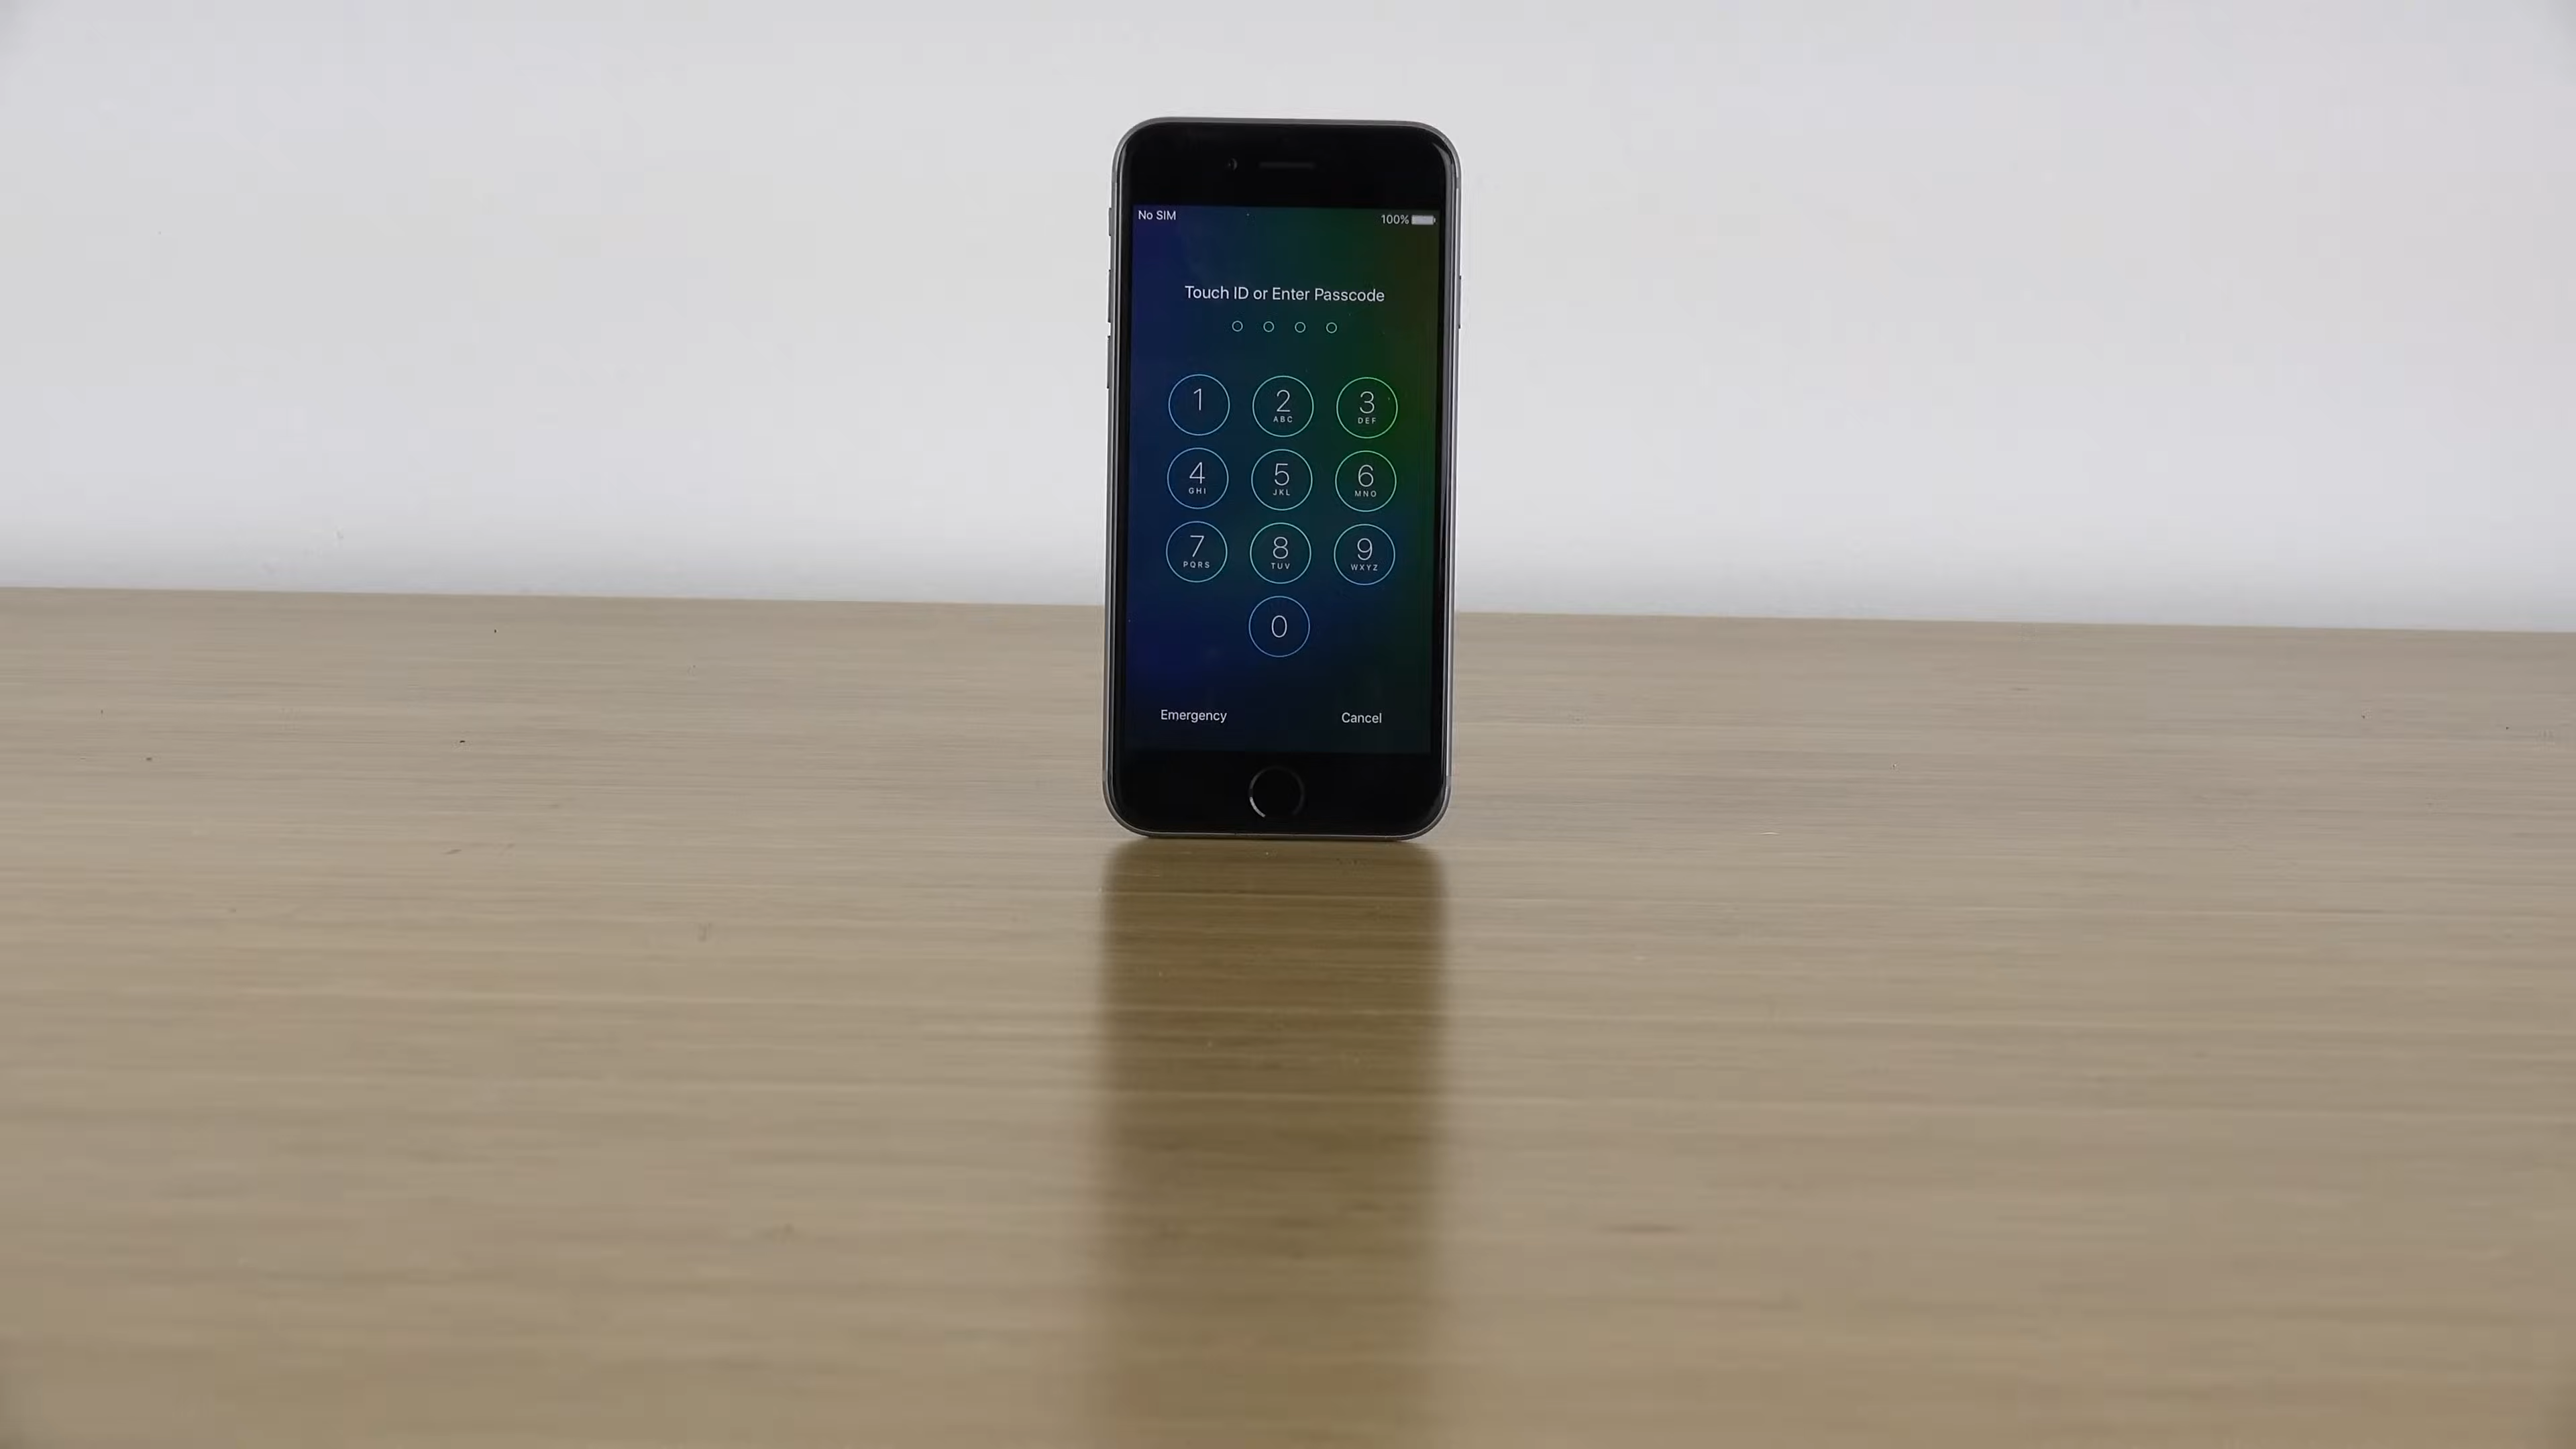 No SIM 100%
Touch ID or Enter Passcode
1 2 3
ABC DEF
4 5 6
GHI JKL MNO
7 8 9
PQRS TUV WXYZ
0
Emergency Cancel